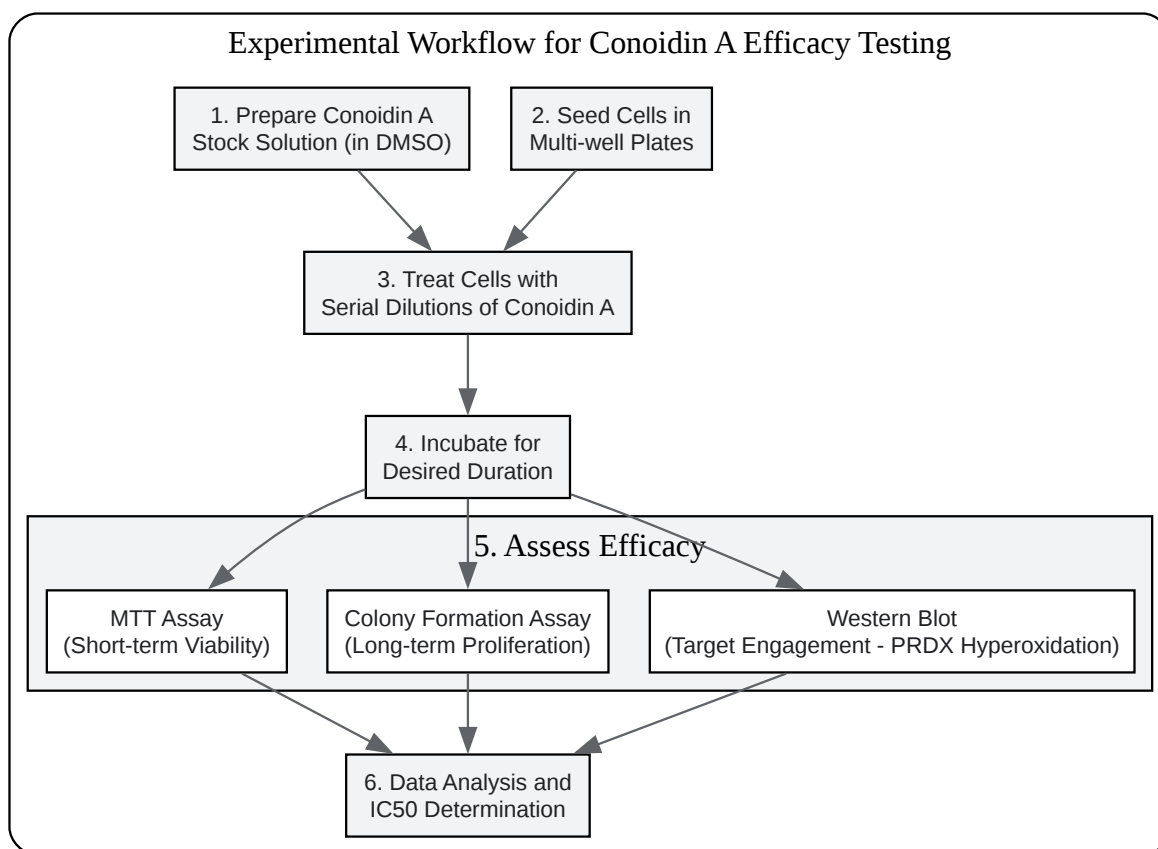 Experimental Workflow for Conoidin A Efficacy Testing
1. Prepare Conoidin A
Stock Solution (in DMSO)
2. Seed Cells in
Multi-well Plates
3. Treat Cells with
Serial Dilutions of Conoidin A
4. Incubate for
Desired Duration
5. Assess Efficacy
MTT Assay
(Short-term Viability)
Colony Formation Assay
(Long-term Proliferation)
Western Blot
(Target Engagement - PRDX Hyperoxidation)
6. Data Analysis and
IC50 Determination